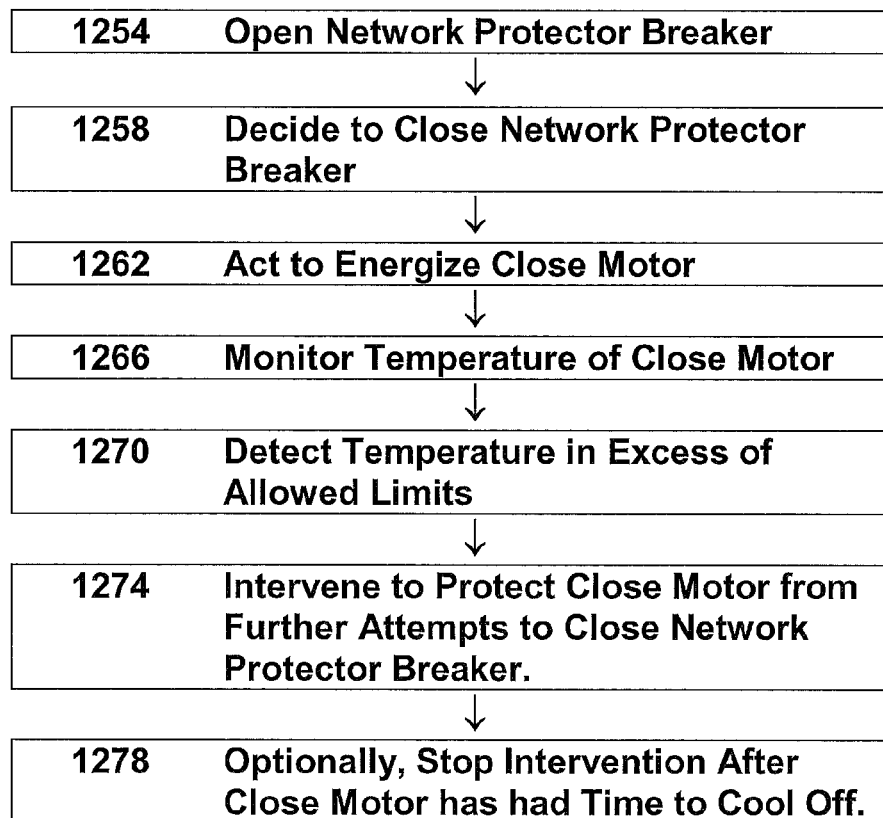 1254 Open Network Protector Breaker
1258 Decide to Close Network Protector
Breaker
1262 Act to Energize Close Motor
1266 Monitor Temperature of Close Motor
1270 Detect Temperature in Excess of
Allowed Limits
1274 Intervene to Protect Close Motor from
Further Attempts to Close Network
Protector Breaker.
1278 Optionally, Stop Intervention After
Close Motor has had Time to Cool Off.